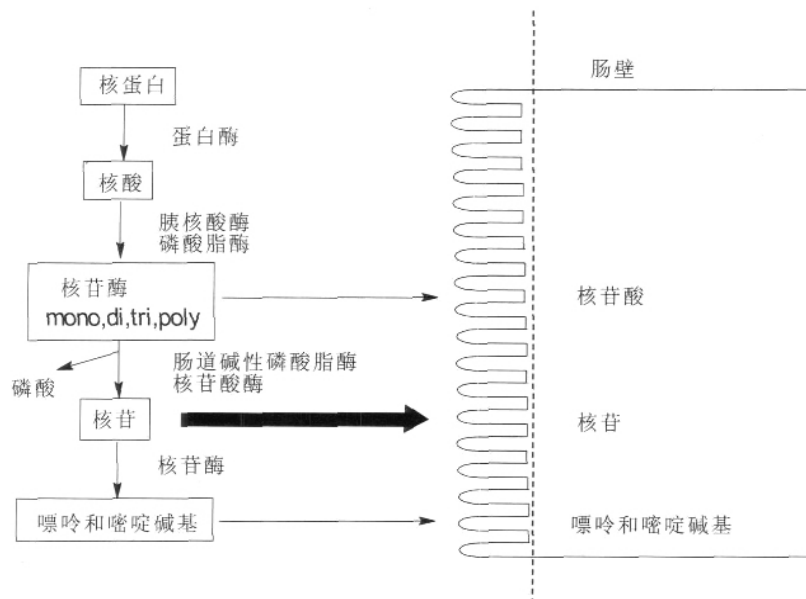 肠壁
核蛋白
蛋白酶
核酸
胰核酸酶
磷酸脂酶
核苷酶
mono,di,tri,poly
核苷酸
肠道碱性磷酸脂酶
核苷酸酶
磷酸
核苷
核苷
核苷酶
嘌呤和嘧啶碱基
嘌呤和嘧啶碱基